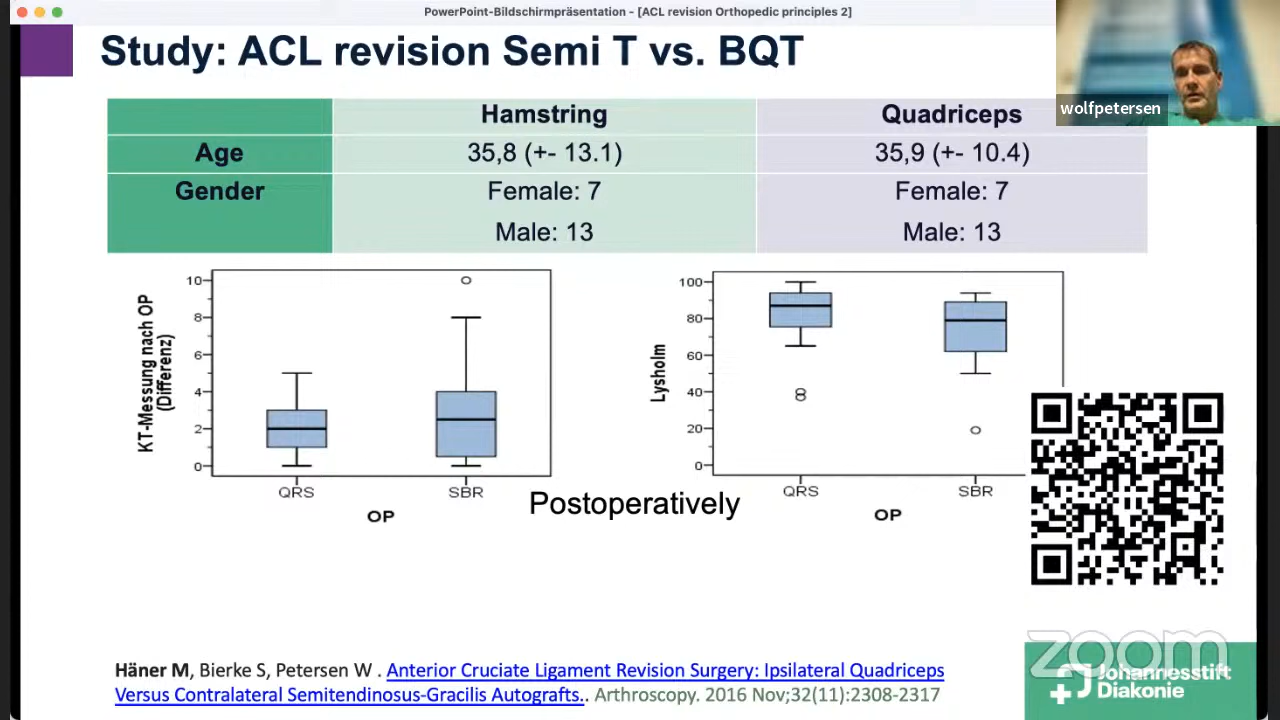 PowerPoint-Bildschirmpräsentation - [ACL revision Orthopedic principles 2]
Study: ACL revision Semi T vs. BQT
wolfpetersen
Hamstring
Quadriceps
Age
35,8 (+- 13.1)
35,9 (+- 10.4)
Gender
Female: 7
Female: 7
Male: 13
Male: 13
KT-Messung nach OP
(Differenz)
10
8
6
4
2
0
QRS
SBR
OP
Postoperatively
Lysholm
100
80
60
40
20
0
QRS
SBR
OP
Häner M, Bierke S, Petersen W . Anterior Cruciate Ligament Revision Surgery: Ipsilateral Quadriceps
Versus Contralateral Semitendinosus-Gracilis Autografts.. Arthroscopy. 2016 Nov;32(11):2308-2317
zoom
Johannesstift
Diakonie